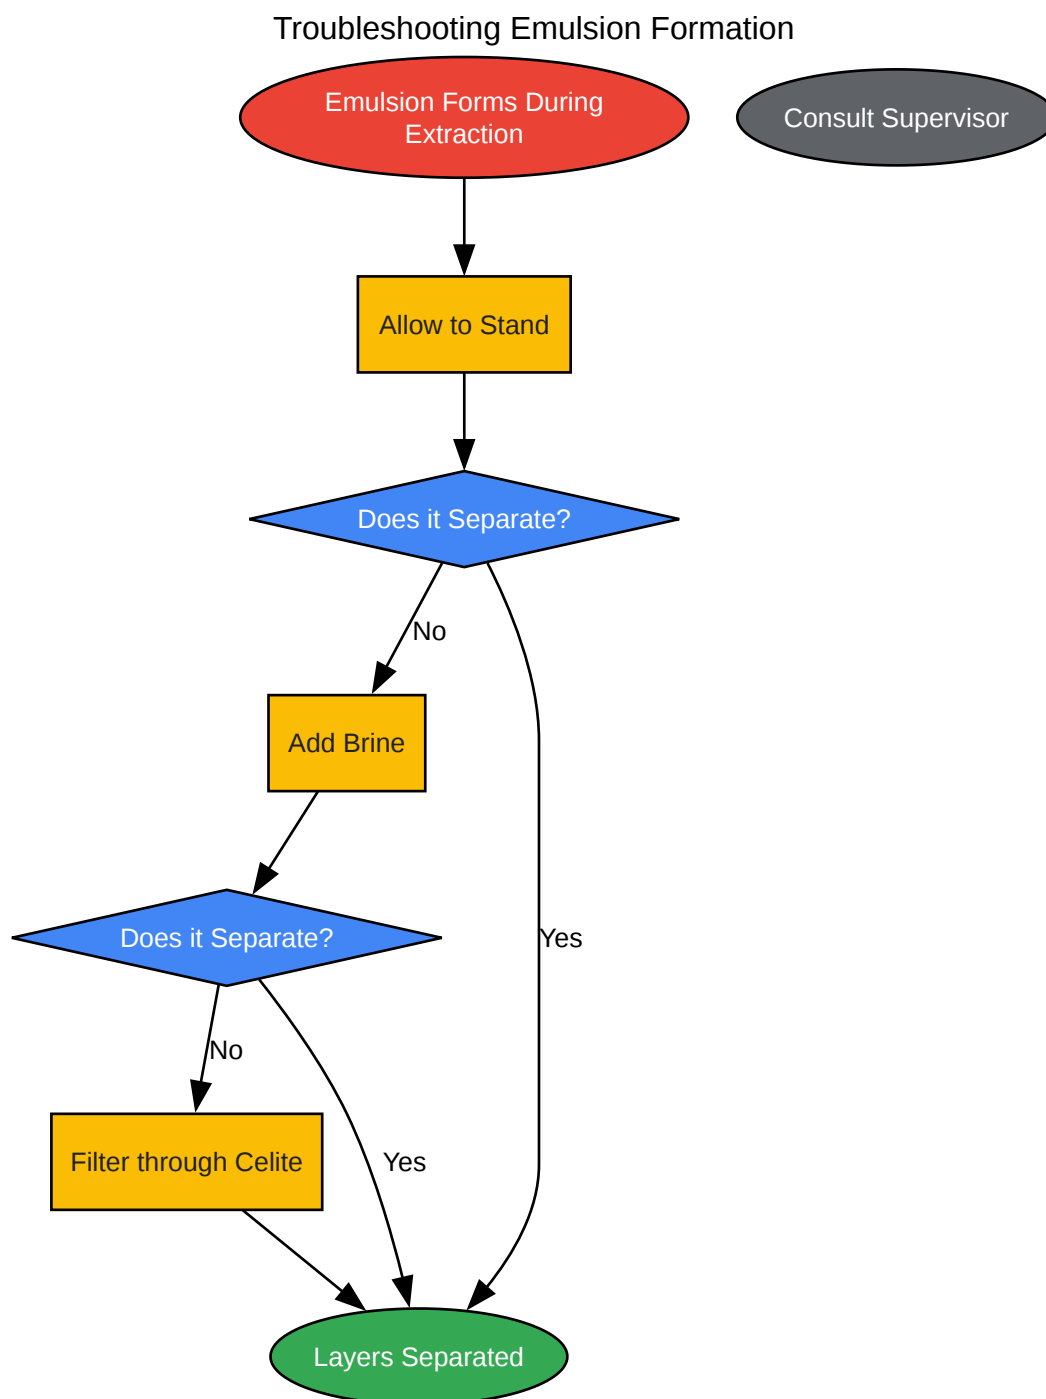 Troubleshooting Emulsion Formation
Emulsion Forms During
Extraction
Consult Supervisor
Allow to Stand
Does it Separate?
No
Add Brine
Does it Separate?
Yes
No
Filter through Celite
Yes
Layers Separated